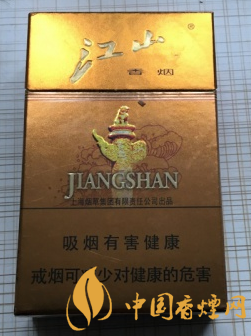 江山®
香烟
JIANGSHAN
上海烟草集团有限责任公司出品
吸烟有害健康
戒烟可减少对健康的危害
中国香烟网